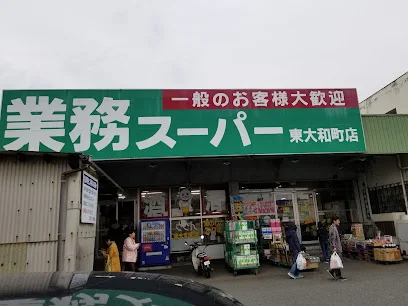 一般のお客様大歓迎
業務スーパー 東大和町店